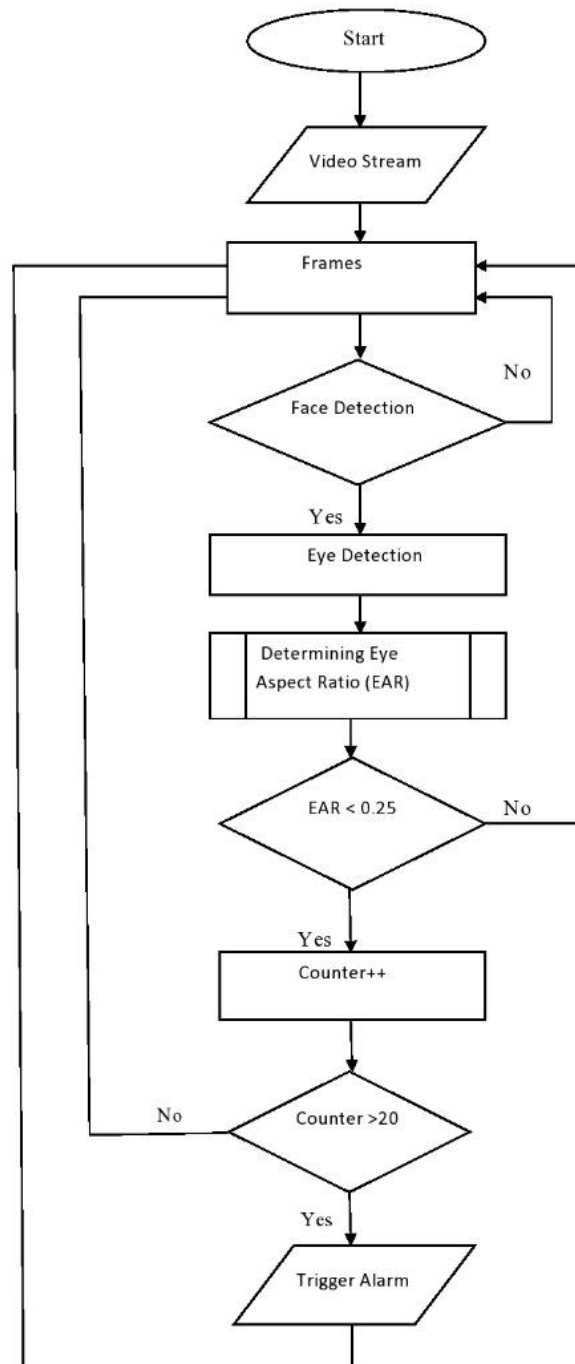 Start
Video Stream
Frames
No
Face Detection
Yes
Eye Detection
Determining Eye
Aspect Ratio (EAR)
EAR < 0.25
No
Yes
Counter++
No
Counter >20
Yes
Trigger Alarm